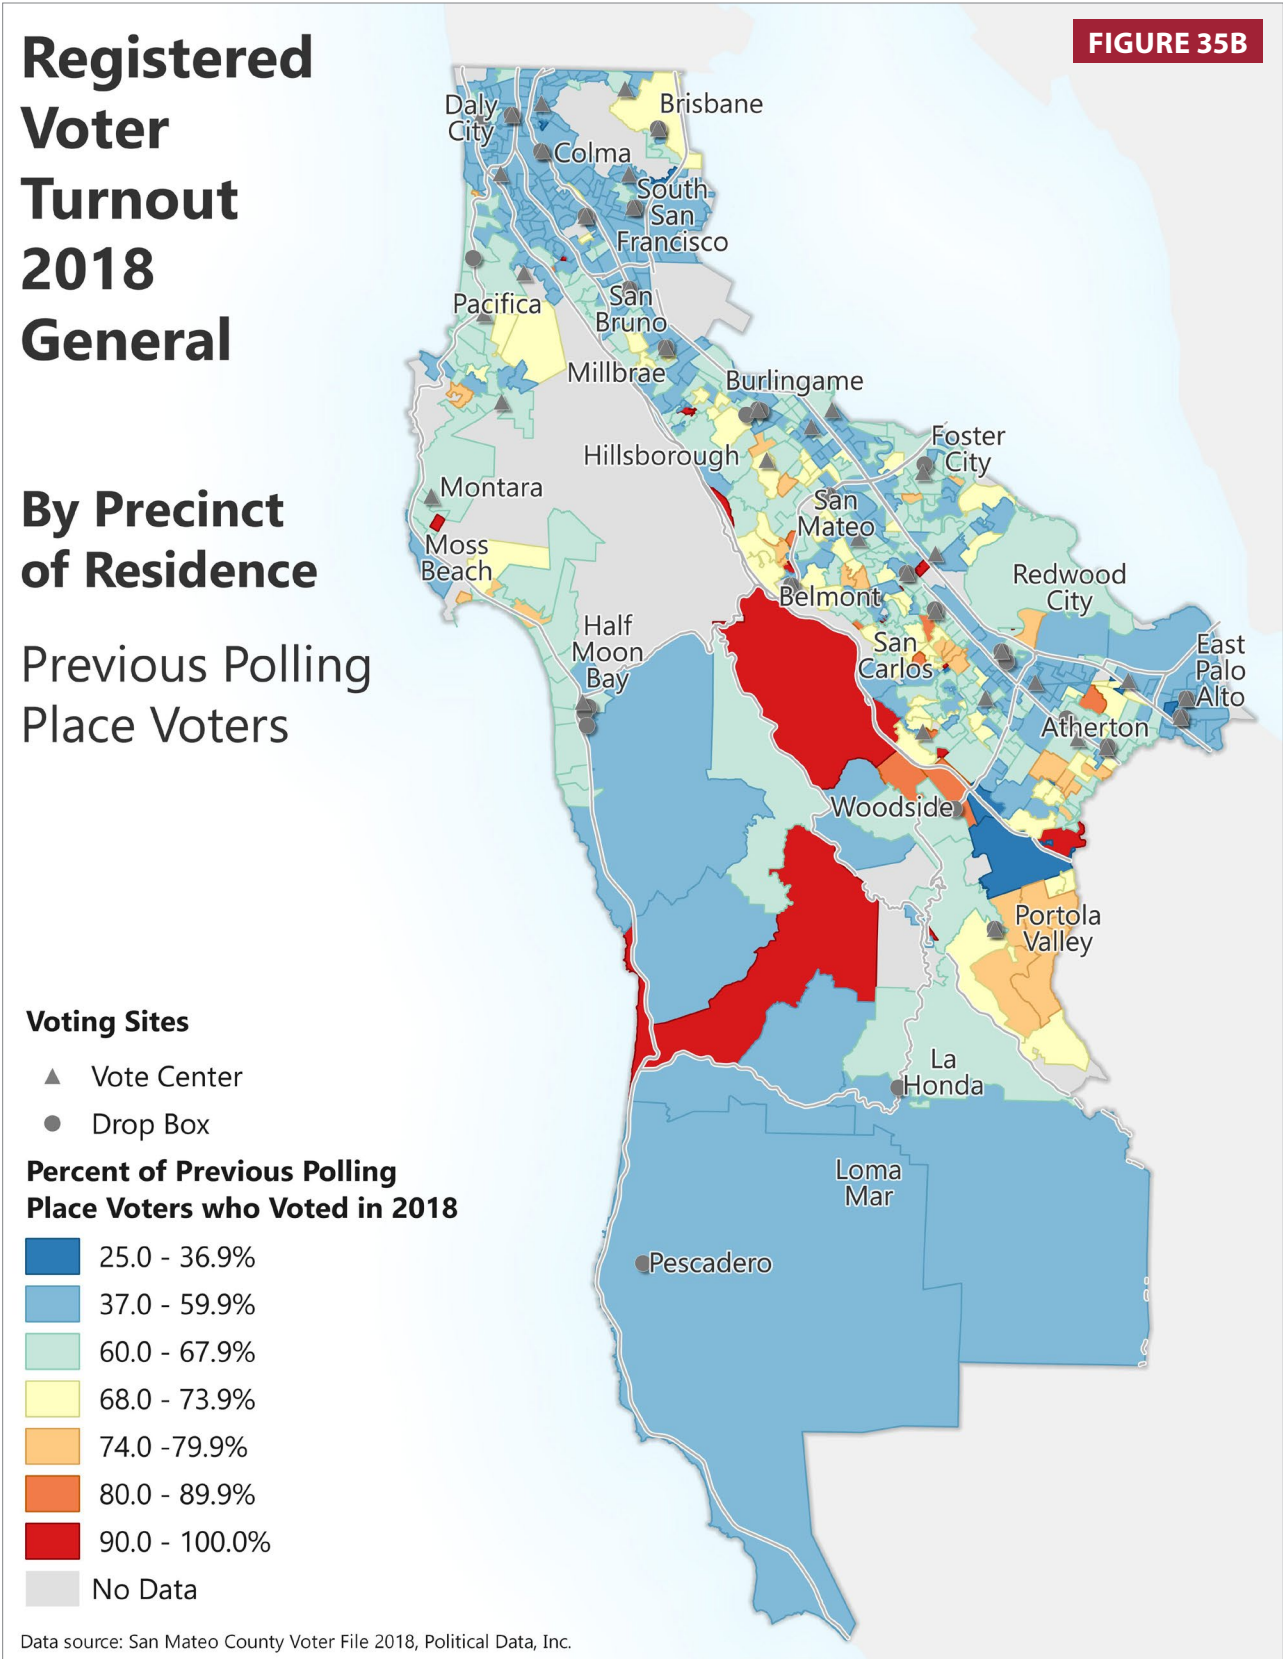 FIGURE 35B
Registered
Voter
Turnout
2018
General
By Precinct
of Residence
Previous Polling
Place Voters
Daly
City
Brisbane
Colma
South
San
Francisco
Pacifica
San
Bruno
Millbrae
Burlingame
Hillsborough
Foster
City
Montara
San
Mateo
Moss
Beach
Belmont
Redwood
City
Half
Moon
Bay
San
Carlos
East
Palo
Alto
Atherton
Woodside
Portola
Valley
La
Honda
Loma
Mar
Pescadero
Voting Sites
Vote Center
Drop Box
Percent of Previous Polling
Place Voters who Voted in 2018
25.0 - 36.9%
37.0 - 59.9%
60.0 - 67.9%
68.0 - 73.9%
74.0 -79.9%
80.0 - 89.9%
90.0 - 100.0%
No Data
Data source: San Mateo County Voter File 2018, Political Data, Inc.